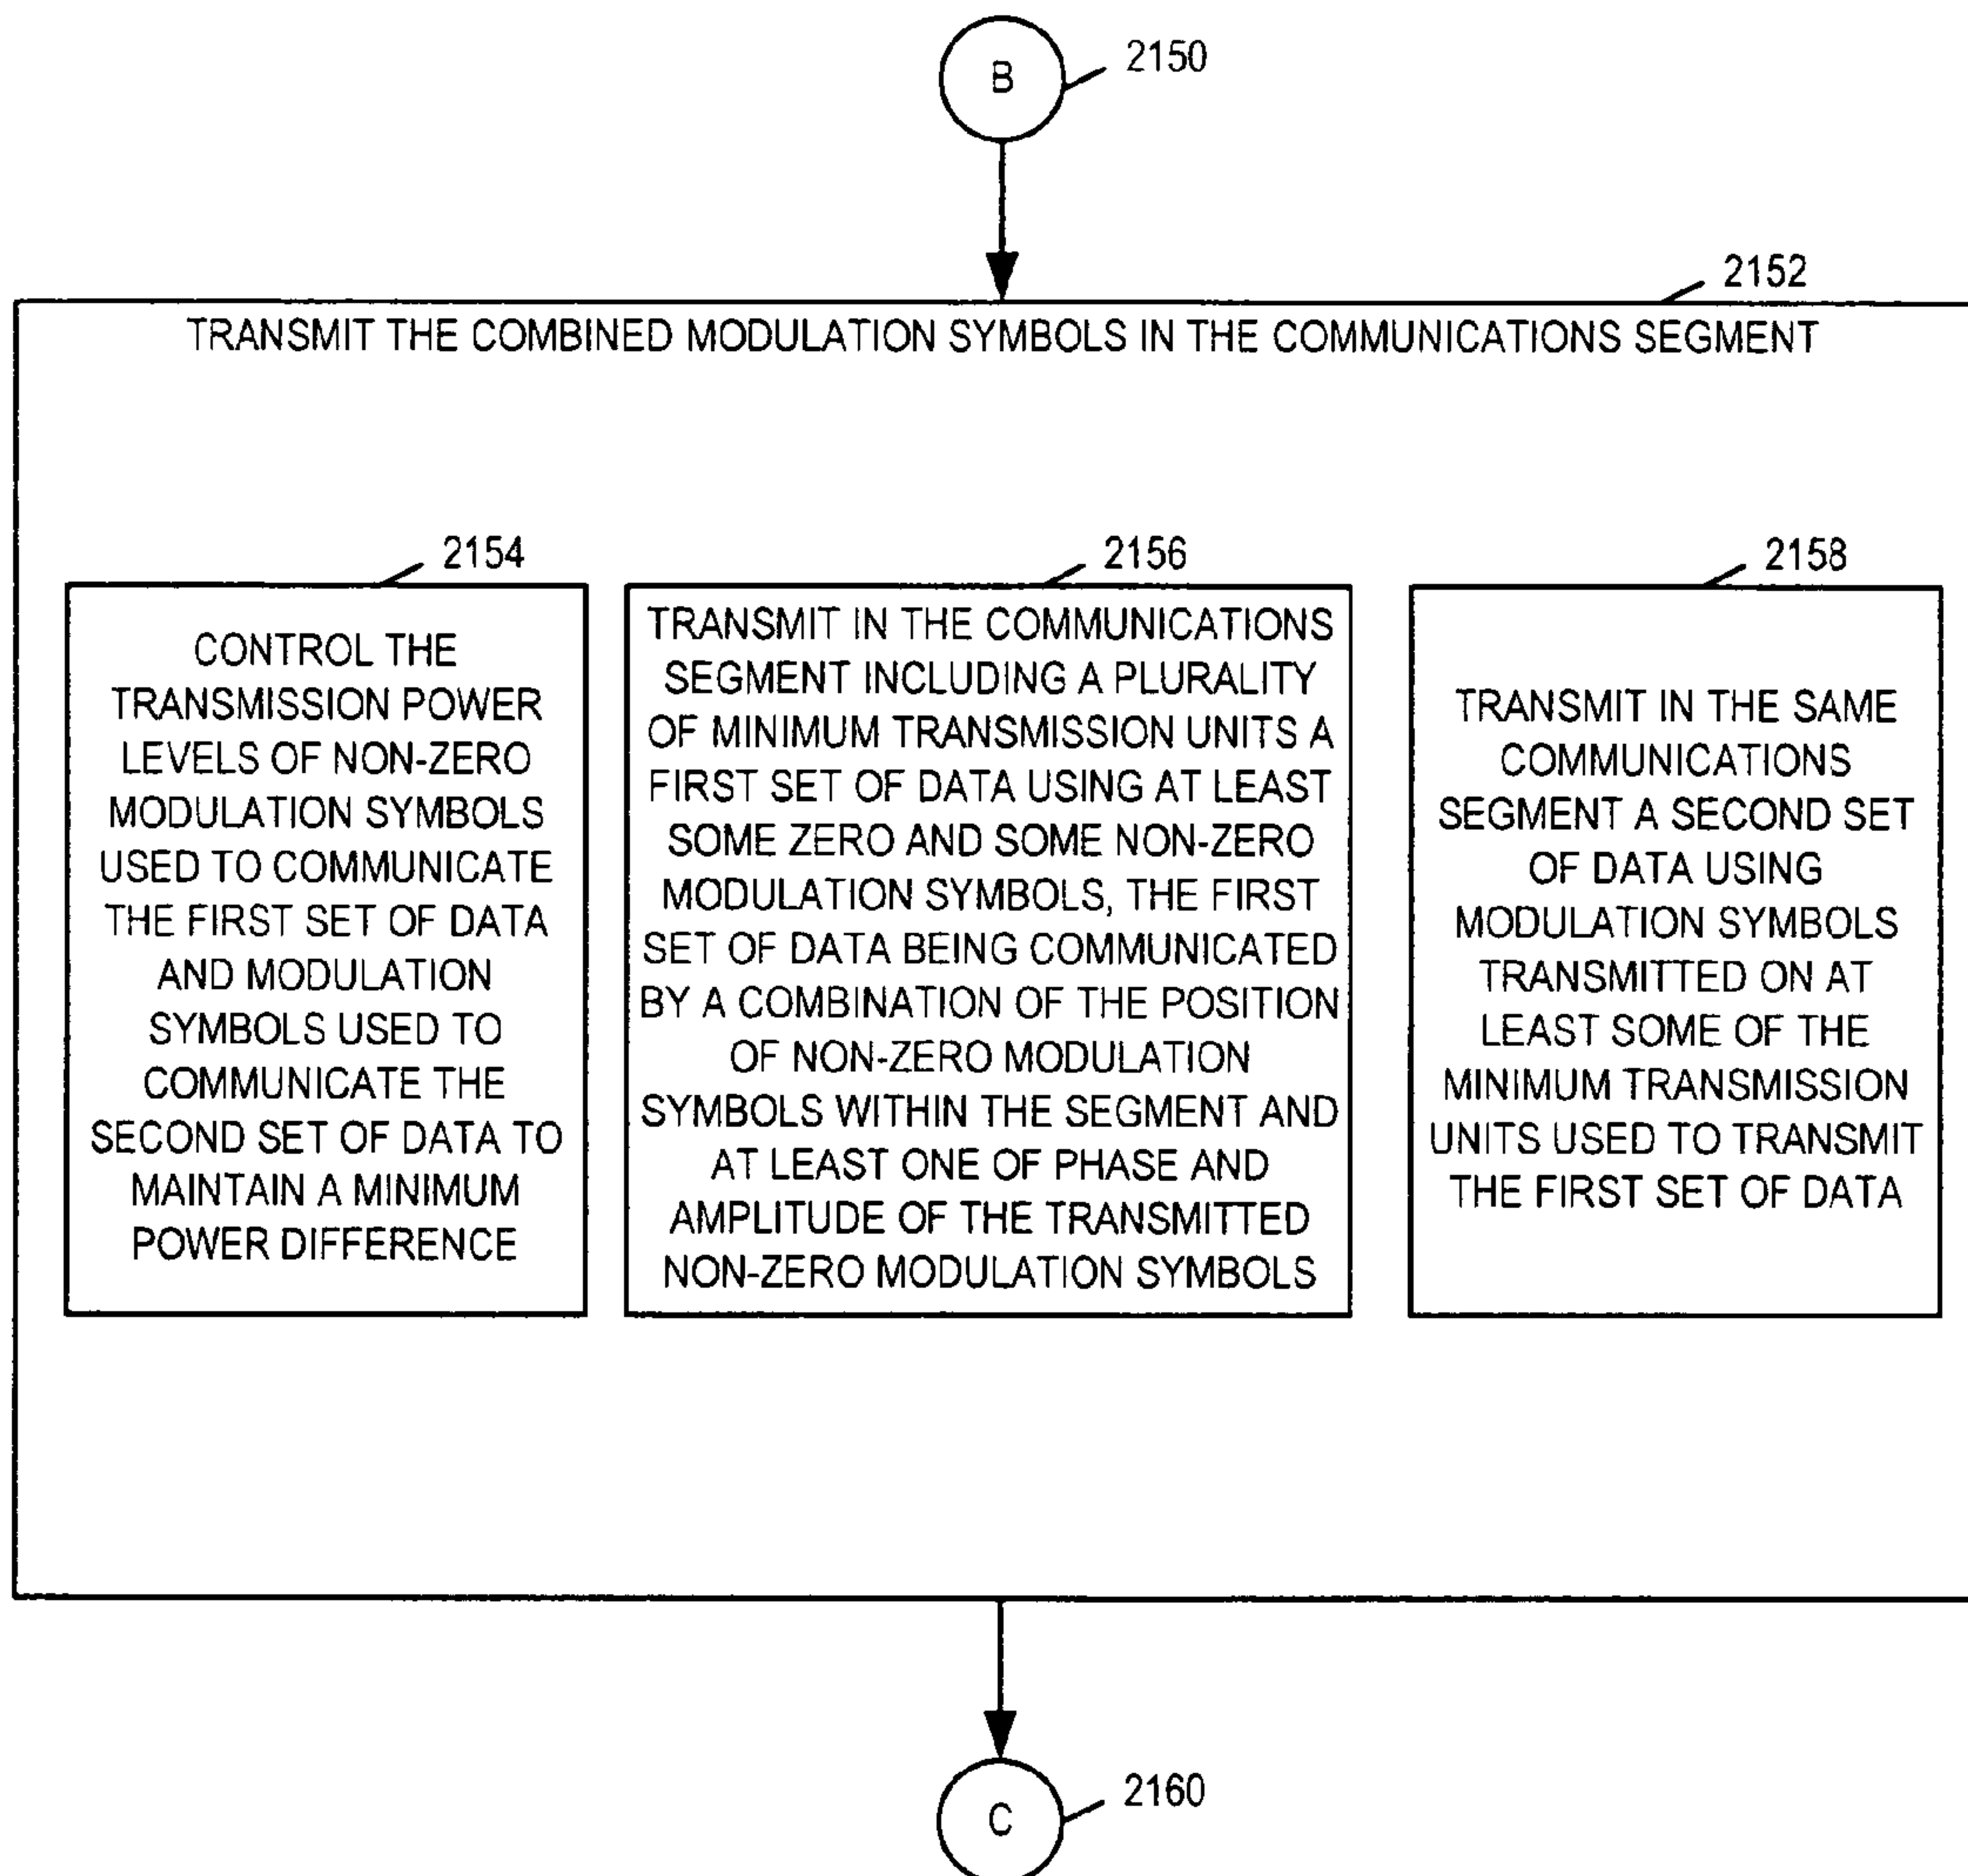 B
2150
2152
TRANSMIT THE COMBINED MODULATION SYMBOLS IN THE COMMUNICATIONS SEGMENT
2154
CONTROL THE
TRANSMISSION POWER
LEVELS OF NON-ZERO
MODULATION SYMBOLS
USED TO COMMUNICATE
THE FIRST SET OF DATA
AND MODULATION
SYMBOLS USED TO
COMMUNICATE THE
SECOND SET OF DATA TO
MAINTAIN A MINIMUM
POWER DIFFERENCE
2156
TRANSMIT IN THE COMMUNICATIONS
SEGMENT INCLUDING A PLURALITY
OF MINIMUM TRANSMISSION UNITS A
FIRST SET OF DATA USING AT LEAST
SOME ZERO AND SOME NON-ZERO
MODULATION SYMBOLS, THE FIRST
SET OF DATA BEING COMMUNICATED
BY A COMBINATION OF THE POSITION
OF NON-ZERO MODULATION
SYMBOLS WITHIN THE SEGMENT AND
AT LEAST ONE OF PHASE AND
AMPLITUDE OF THE TRANSMITTED
NON-ZERO MODULATION SYMBOLS
2158
TRANSMIT IN THE SAME
COMMUNICATIONS
SEGMENT A SECOND SET
OF DATA USING
MODULATION SYMBOLS
TRANSMITTED ON AT
LEAST SOME OF THE
MINIMUM TRANSMISSION
UNITS USED TO TRANSMIT
THE FIRST SET OF DATA
C
2160